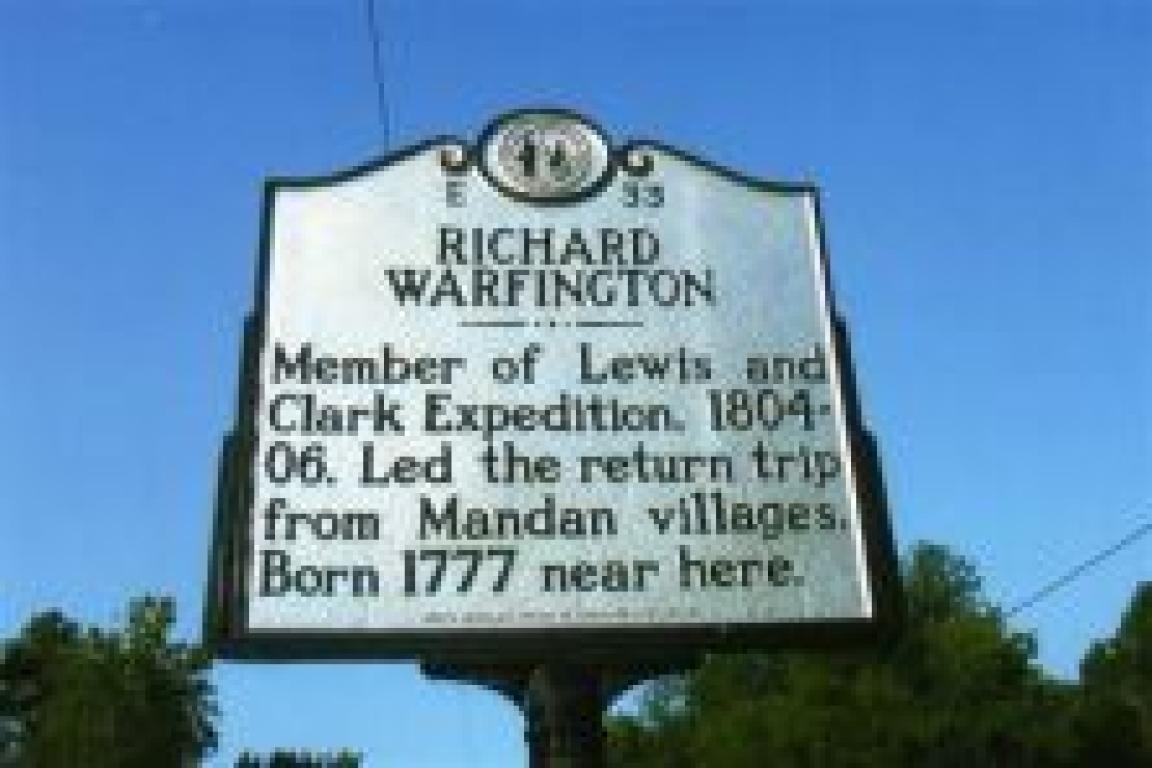 E 99
RICHARD
WARFINGTON
Member of Lewis and
Clark Expedition, 1804-
06. Led the return trip
from Mandan villages.
Born 1777 near here.